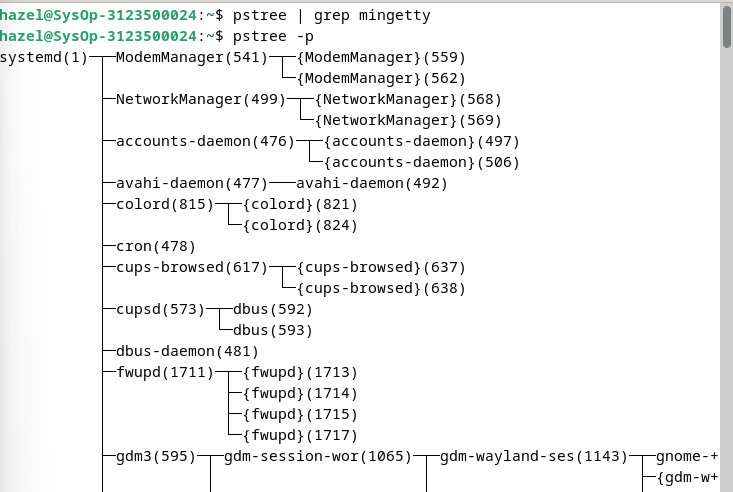 hazel@SysOp-3123500024:~$ pstree | grep mingetty
hazel@SysOp-3123500024:~$ pstree -p
systemd(1)─┬─ModemManager(541)─┬─{ModemManager}(559)
           │                   └─{ModemManager}(562)
           ├─NetworkManager(499)─┬─{NetworkManager}(568)
           │                     └─{NetworkManager}(569)
           ├─accounts-daemon(476)─┬─{accounts-daemon}(497)
           │                      └─{accounts-daemon}(506)
           ├─avahi-daemon(477)───avahi-daemon(492)
           ├─colord(815)─┬─{colord}(821)
           │             └─{colord}(824)
           ├─cron(478)
           ├─cups-browsed(617)─┬─{cups-browsed}(637)
           │                   └─{cups-browsed}(638)
           ├─cupsd(573)─┬─dbus(592)
           │            └─dbus(593)
           ├─dbus-daemon(481)
           ├─fwupd(1711)─┬─{fwupd}(1713)
           │             ├─{fwupd}(1714)
           │             ├─{fwupd}(1715)
           │             └─{fwupd}(1717)
           ├─gdm3(595)─┬─gdm-session-wor(1065)─┬─gdm-wayland-ses(1143)─┬─gnome-+
           │           │                       │                       ├─{gdm-w+